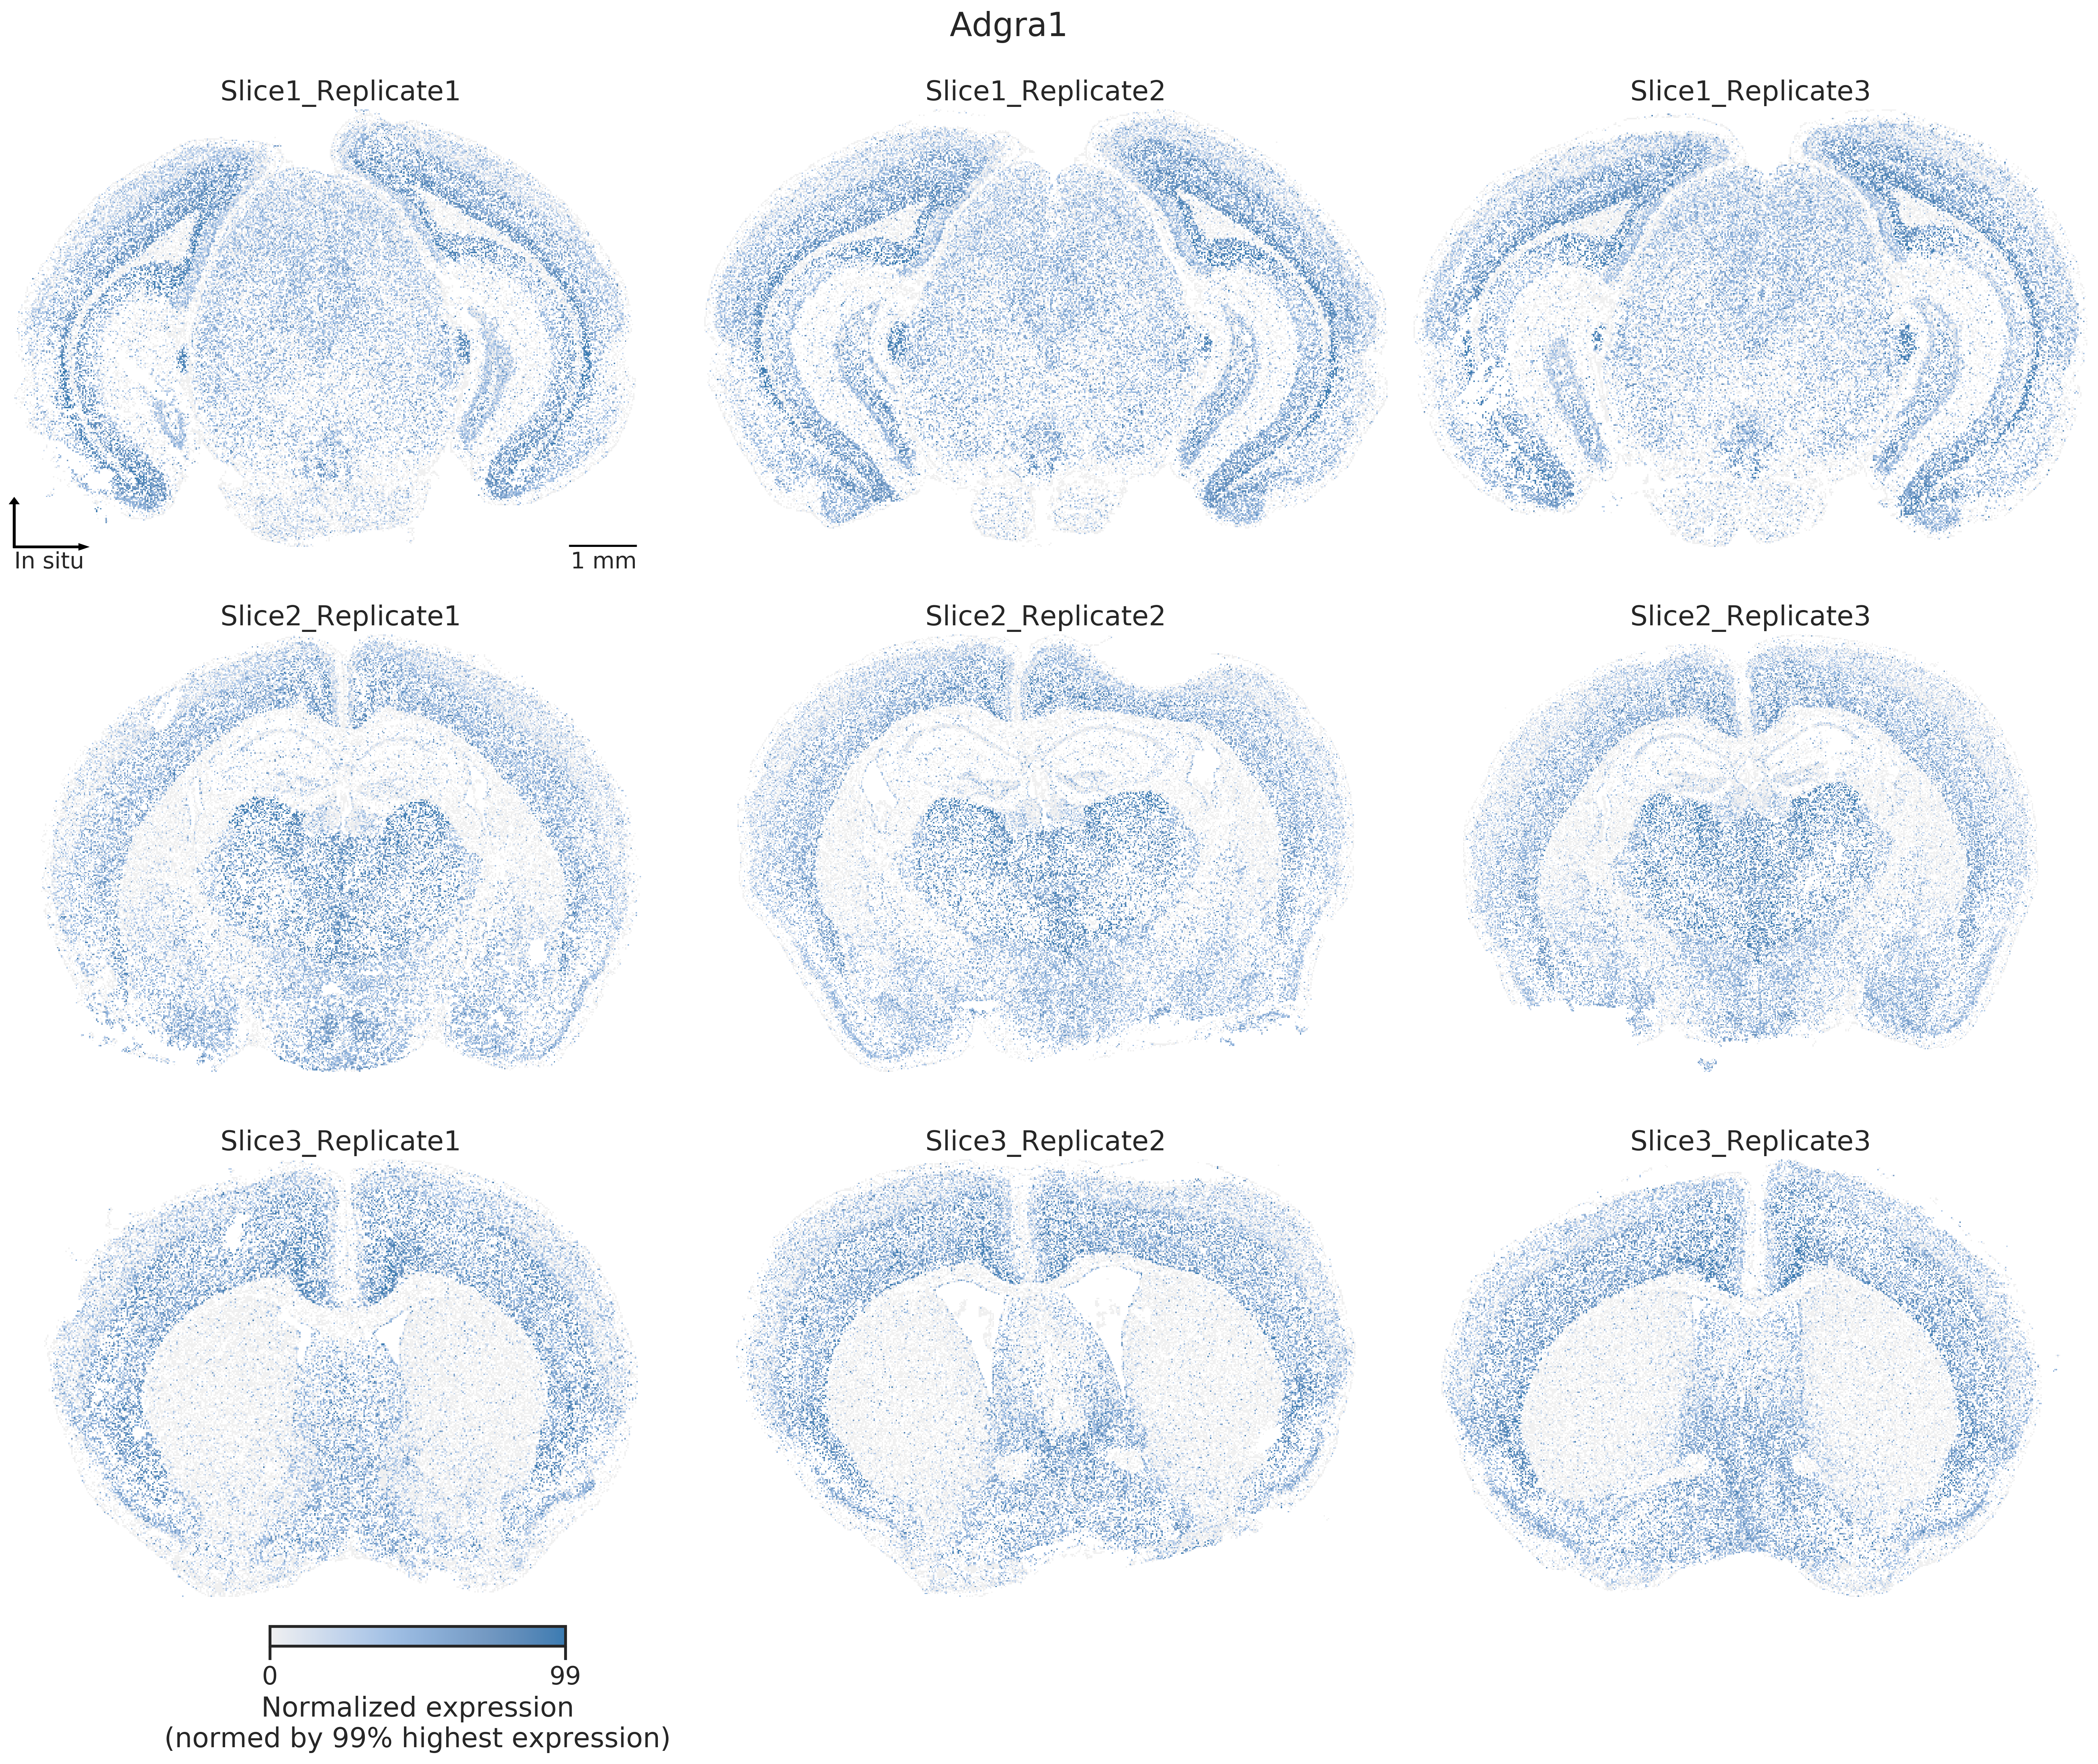 Adgra1
Slice1_Replicate1
Slice1_Replicate2
Slice1_Replicate3
In situ
1 mm
Slice2_Replicate1
Slice2_Replicate2
Slice2_Replicate3
Slice3_Replicate1
Slice3_Replicate2
Slice3_Replicate3
0
99
Normalized expression
(normed by 99% highest expression)